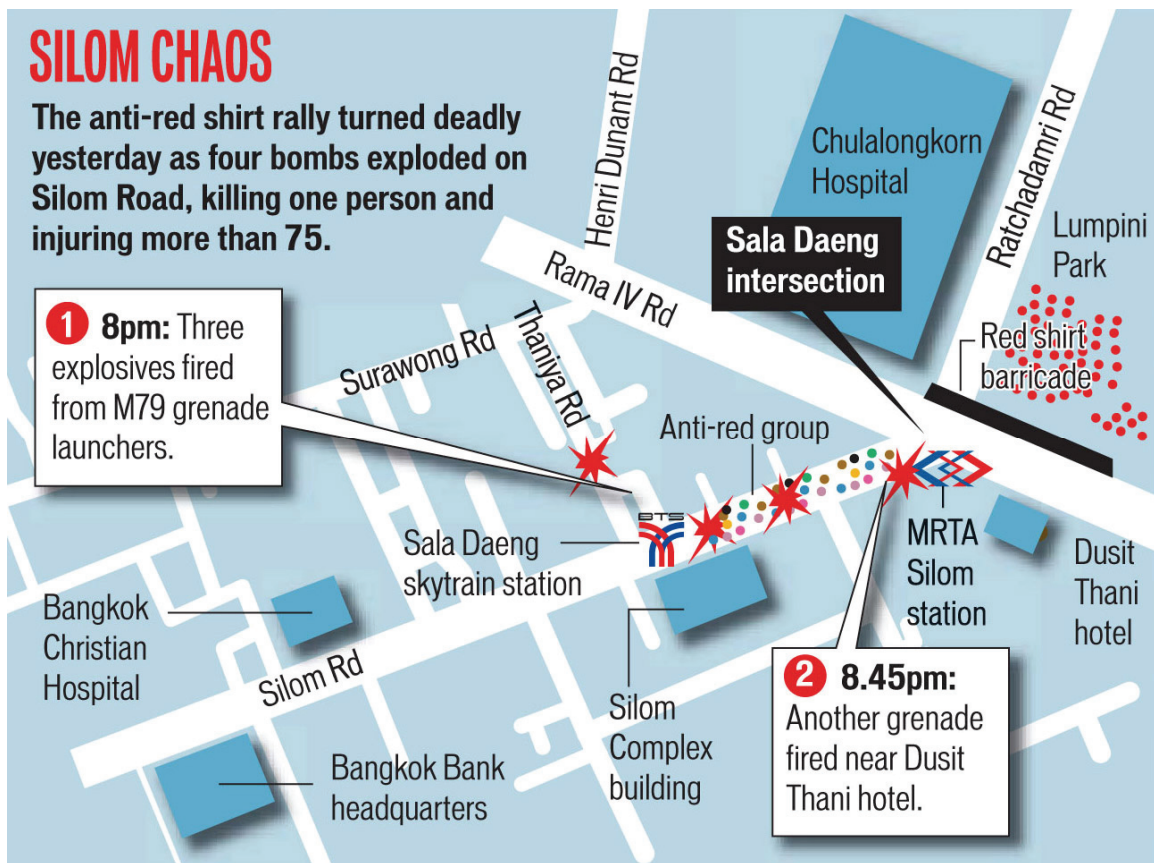 SILOM CHAOS
The anti-red shirt rally turned deadly
yesterday as four bombs exploded on
Silom Road, killing one person and
injuring more than 75.
1 8pm: Three
explosives fired
from M79 grenade
launchers.
Henri Dunant Rd
Chulalongkorn
Hospital
Ratchadamri Rd
Lumpini
Park
Sala Daeng
intersection
Rama IV Rd
Red shirt
barricade
Surawong Rd
Thaniya Rd
Anti-red group
BTS
Sala Daeng
skytrain station
MRTA
Silom
station
Dusit
Thani
hotel
Bangkok
Christian
Hospital
Silom Rd
Silom
Complex
building
2 8.45pm:
Another grenade
fired near Dusit
Thani hotel.
Bangkok Bank
headquarters